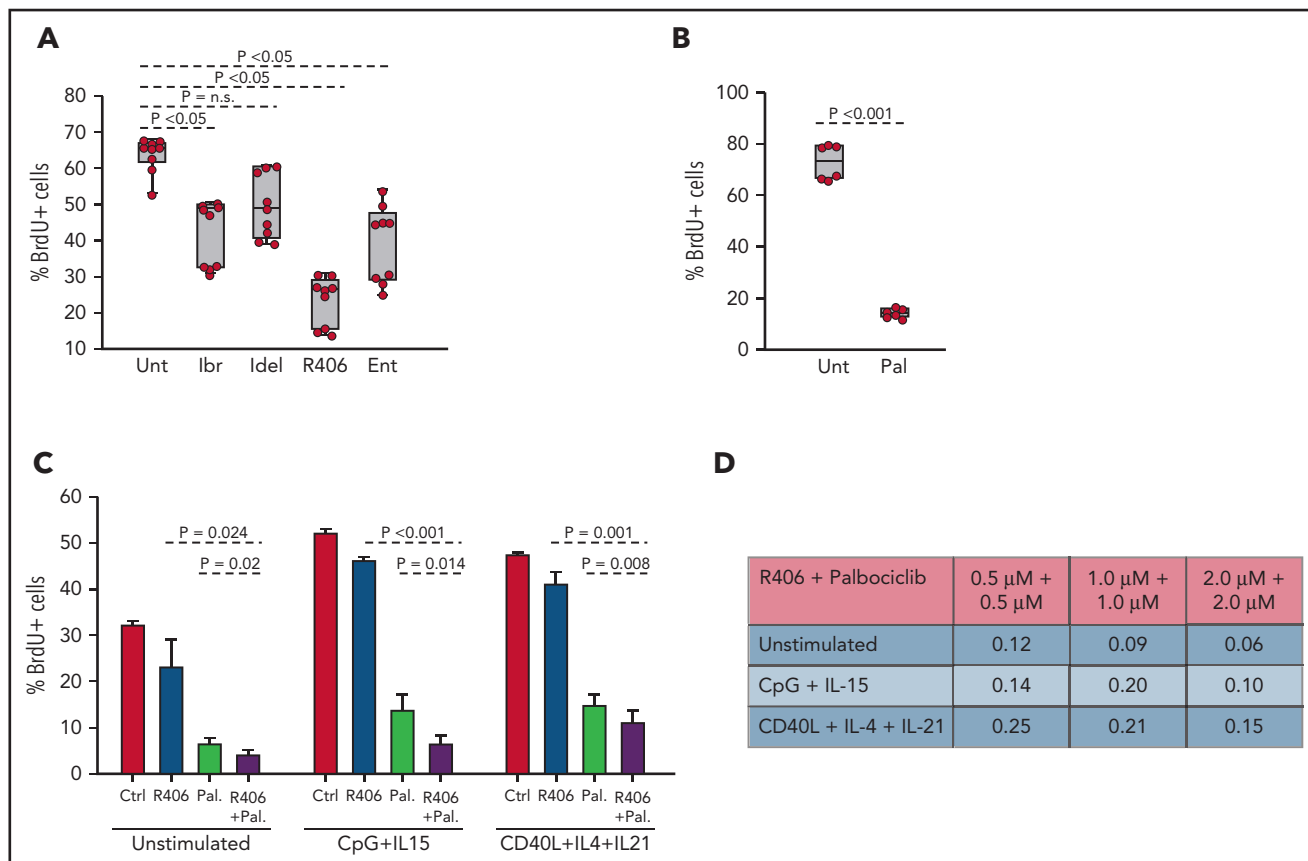 A
P <0.05
P <0.05
P = n.s.
P <0.05
80
70
60
50
40
30
20
10
% BrdU+ cells
Unt Ibr Idel R406 Ent
B
P <0.001
100
80
60
40
20
0
% BrdU+ cells
Unt Pal
C
60
50
40
30
20
10
0
% BrdU+ cells
P = 0.024
P = 0.02
P <0.001
P = 0.014
P = 0.001
P = 0.008
Ctrl R406 Pal. R406
+Pal.
Unstimulated
Ctrl R406 Pal. R406
+Pal.
CpG+IL15
Ctrl R406 Pal. R406
+Pal.
CD40L+IL4+IL21
D
R406 + Palbociclib
0.5 µM +
0.5 µM
1.0 µM +
1.0 µM
2.0 µM +
2.0 µM
Unstimulated 0.12 0.09 0.06
CpG + IL-15 0.14 0.20 0.10
CD40L + IL-4 + IL-21 0.25 0.21 0.15